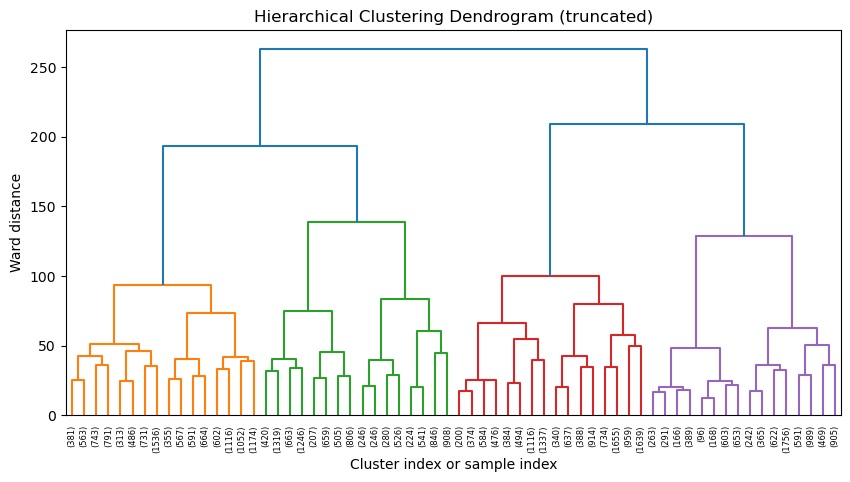 Hierarchical Clustering Dendrogram (truncated)
250
200
150
100
50
0
Ward distance
(381) (563) (743) (791) (313) (486) (731) (1536) (355) (567) (591) (664) (602) (1116) (1052) (1174) (420) (1319) (663) (1246) (207) (659) (505) (806) (246) (246) (280) (526) (224) (541) (846) (908) (200) (374) (584) (476) (384) (494) (1116) (1337) (340) (637) (388) (914) (734) (1655) (959) (1639) (263) (291) (166) (389) (96) (168) (603) (653) (242) (365) (622) (1756) (591) (989) (469) (905)
Cluster index or sample index